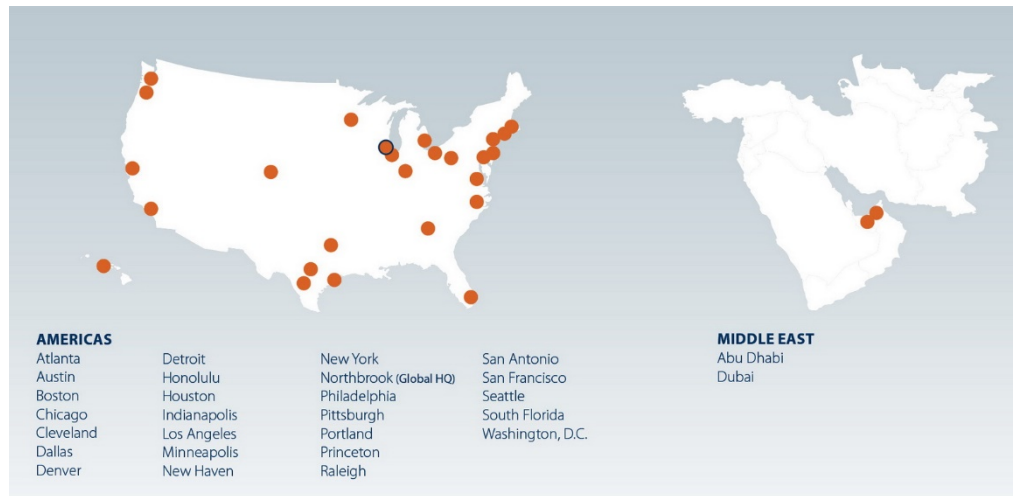 AMERICAS
Atlanta
Austin
Boston
Chicago
Cleveland
Dallas
Denver
Detroit
Honolulu
Houston
Indianapolis
Los Angeles
Minneapolis
New Haven
New York
Northbrook (Global HQ)
Philadelphia
Pittsburgh
Portland
Princeton
Raleigh
San Antonio
San Francisco
Seattle
South Florida
Washington, D.C.
MIDDLE EAST
Abu Dhabi
Dubai